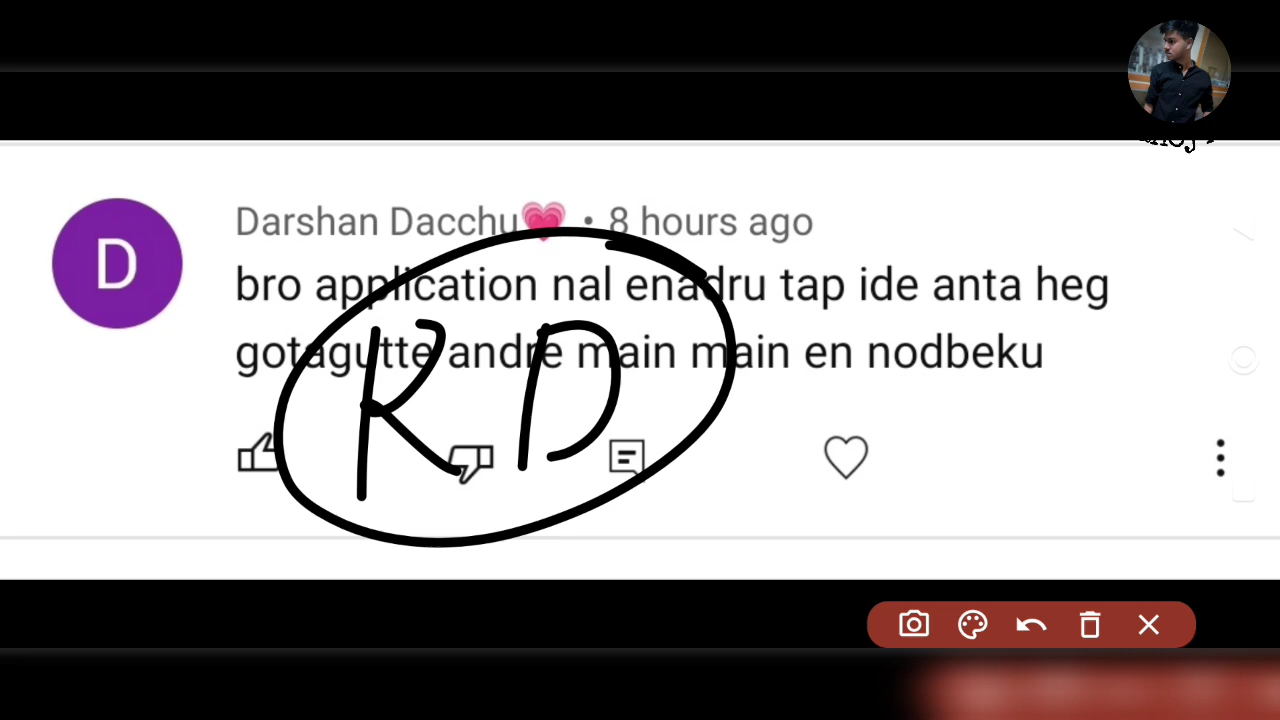 D
Darshan Dacchu💗 • 8 hours ago
bro application nal enadru tap ide anta heg
gotagutte andre main main en nodbeku
RD